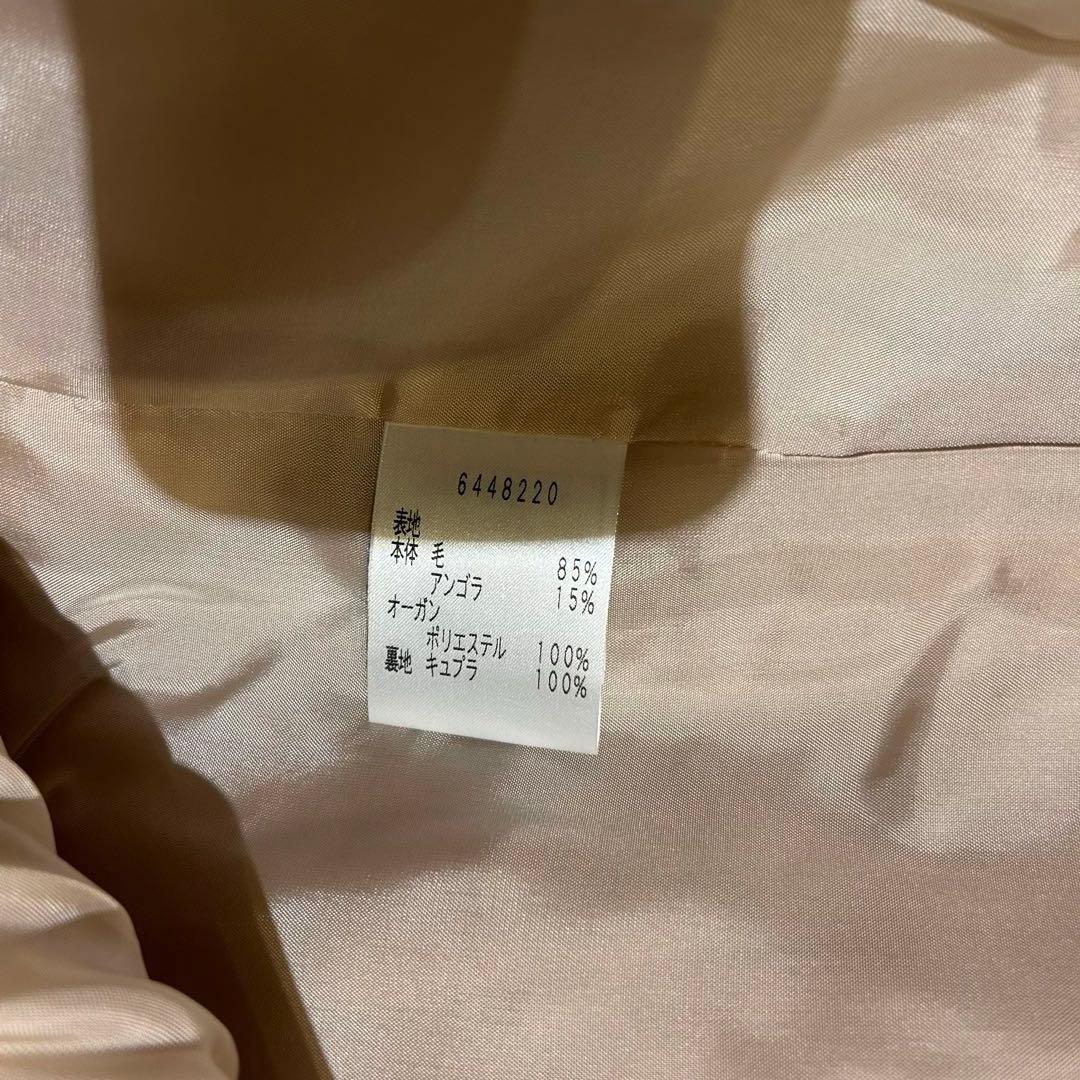 6448220
表地
本体 毛 85%
アンゴラ 15%
オーガン
ポリエステル 100%
裏地 キュプラ 100%